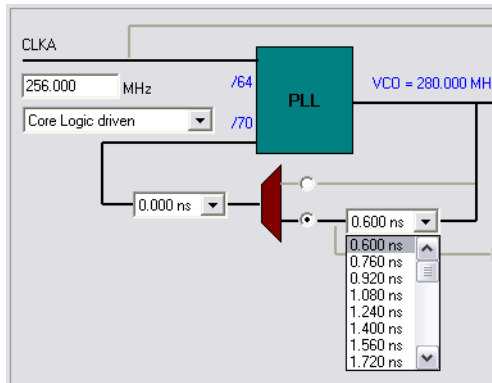 CLKA
256.000 MHz
/64
PLL
VCO = 280.000 MH
Core Logic driven
/70
0.000 ns
0.600 ns
0.600 ns
0.760 ns
0.920 ns
1.080 ns
1.240 ns
1.400 ns
1.560 ns
1.720 ns